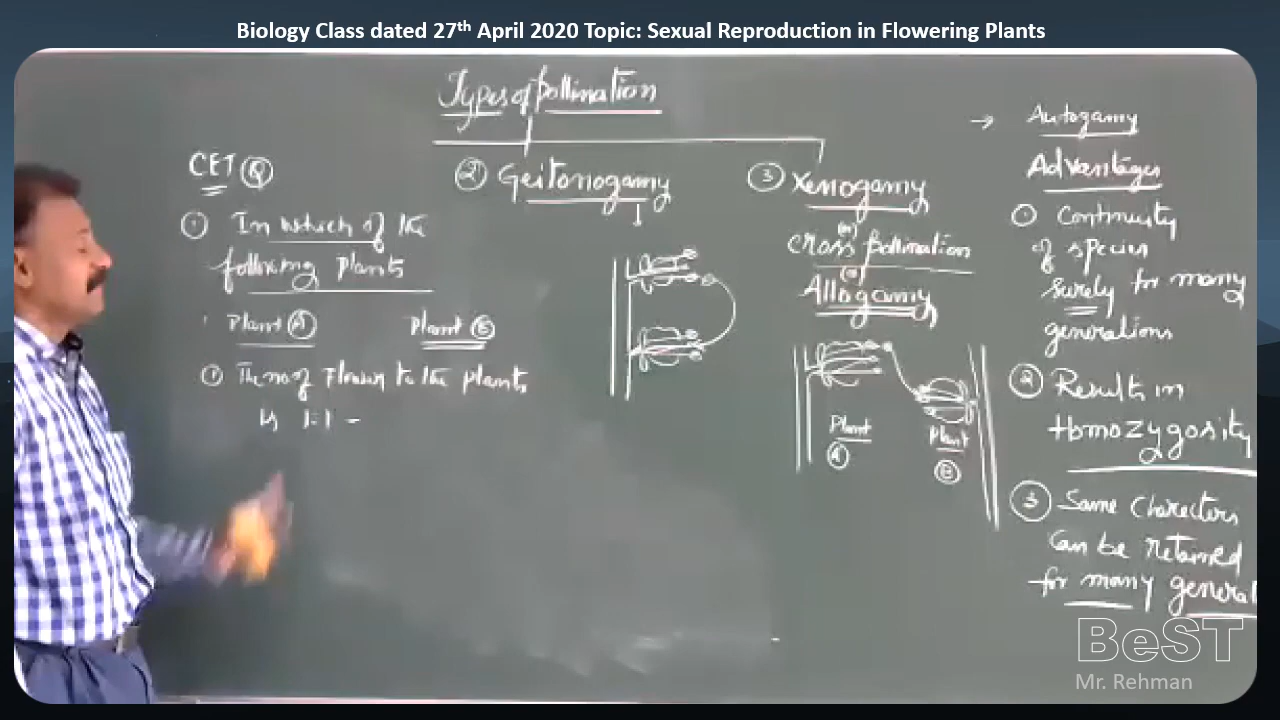 Biology Class dated 27th April 2020 Topic: Sexual Reproduction in Flowering Plants
Types of pollination
CET Q
① In which of the
following plants
Plant A Plant B
① The no of Flower to the plants
is 1:1 -
② Geitonogamy
③ Xenogamy
(or)
cross pollination
(or)
Allogamy
Plant
A
Plant
B
→ Autogamy
Advantages
① Continuity
of species
surely for many
generations
② Results in
Homozygosity
③ Same Characters
Can be retained
for many general
BeST
Mr. Rehman